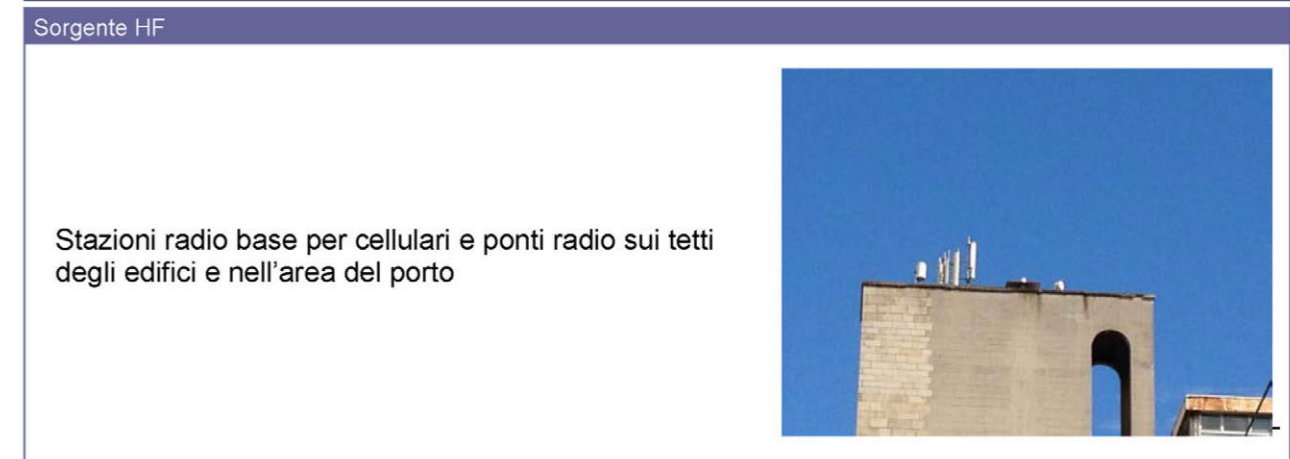 Sorgente HF
Stazioni radio base per cellulari e ponti radio sui tetti
degli edifici e nell'area del porto